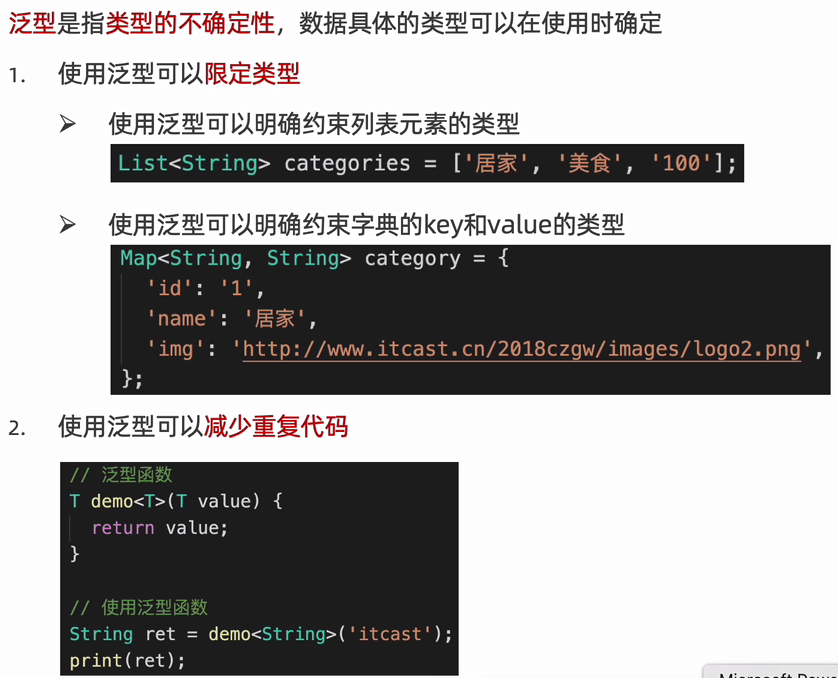 泛型是指类型的不确定性，数据具体的类型可以在使用时确定
1. 使用泛型可以限定类型
➢ 使用泛型可以明确约束列表元素的类型
List<String> categories = ['居家', '美食', '100'];
➢ 使用泛型可以明确约束字典的key和value的类型
Map<String, String> category = {
'id': '1',
'name': '居家',
'img': 'http://www.itcast.cn/2018czgw/images/logo2.png',
};
2. 使用泛型可以减少重复代码
// 泛型函数
T demo<T>(T value) {
return value;
}
// 使用泛型函数
String ret = demo<String>('itcast');
print(ret);